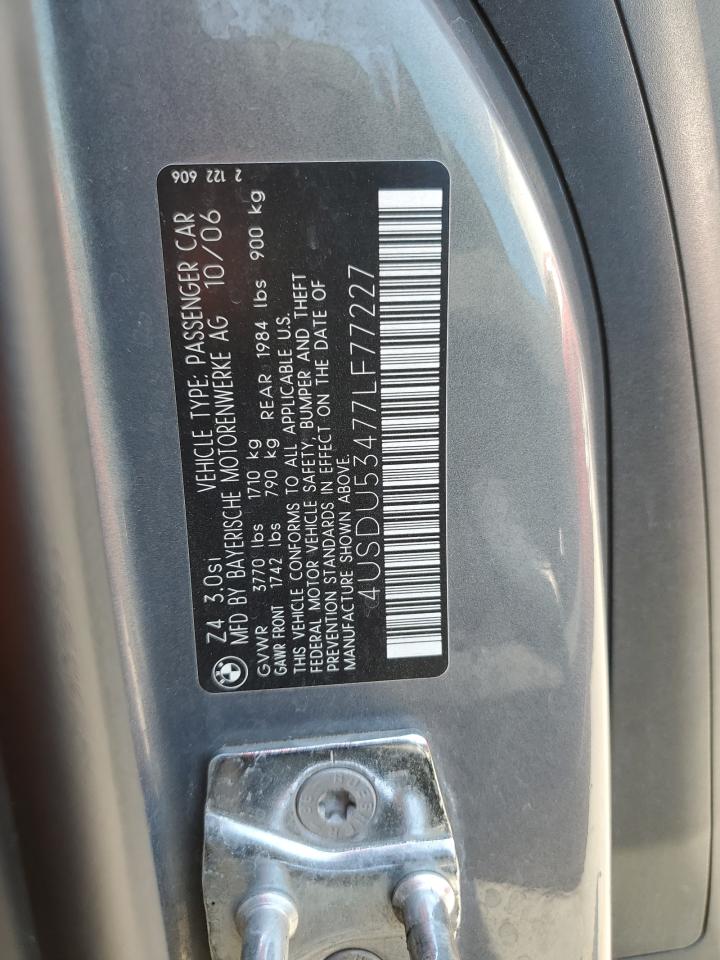 2 122 606
Z4 3.0si VEHICLE TYPE: PASSENGER CAR
MFD BY BAYERISCHE MOTORENWERKE AG 10/06
GVWR 3770 lbs 1710 kg
GAWR FRONT 1742 lbs 790 kg REAR 1984 lbs 900 kg
THIS VEHICLE CONFORMS TO ALL APPLICABLE U.S.
FEDERAL MOTOR VEHICLE SAFETY, BUMPER AND THEFT
PREVENTION STANDARDS IN EFFECT ON THE DATE OF
MANUFACTURE SHOWN ABOVE.
4USDU53477LF77227